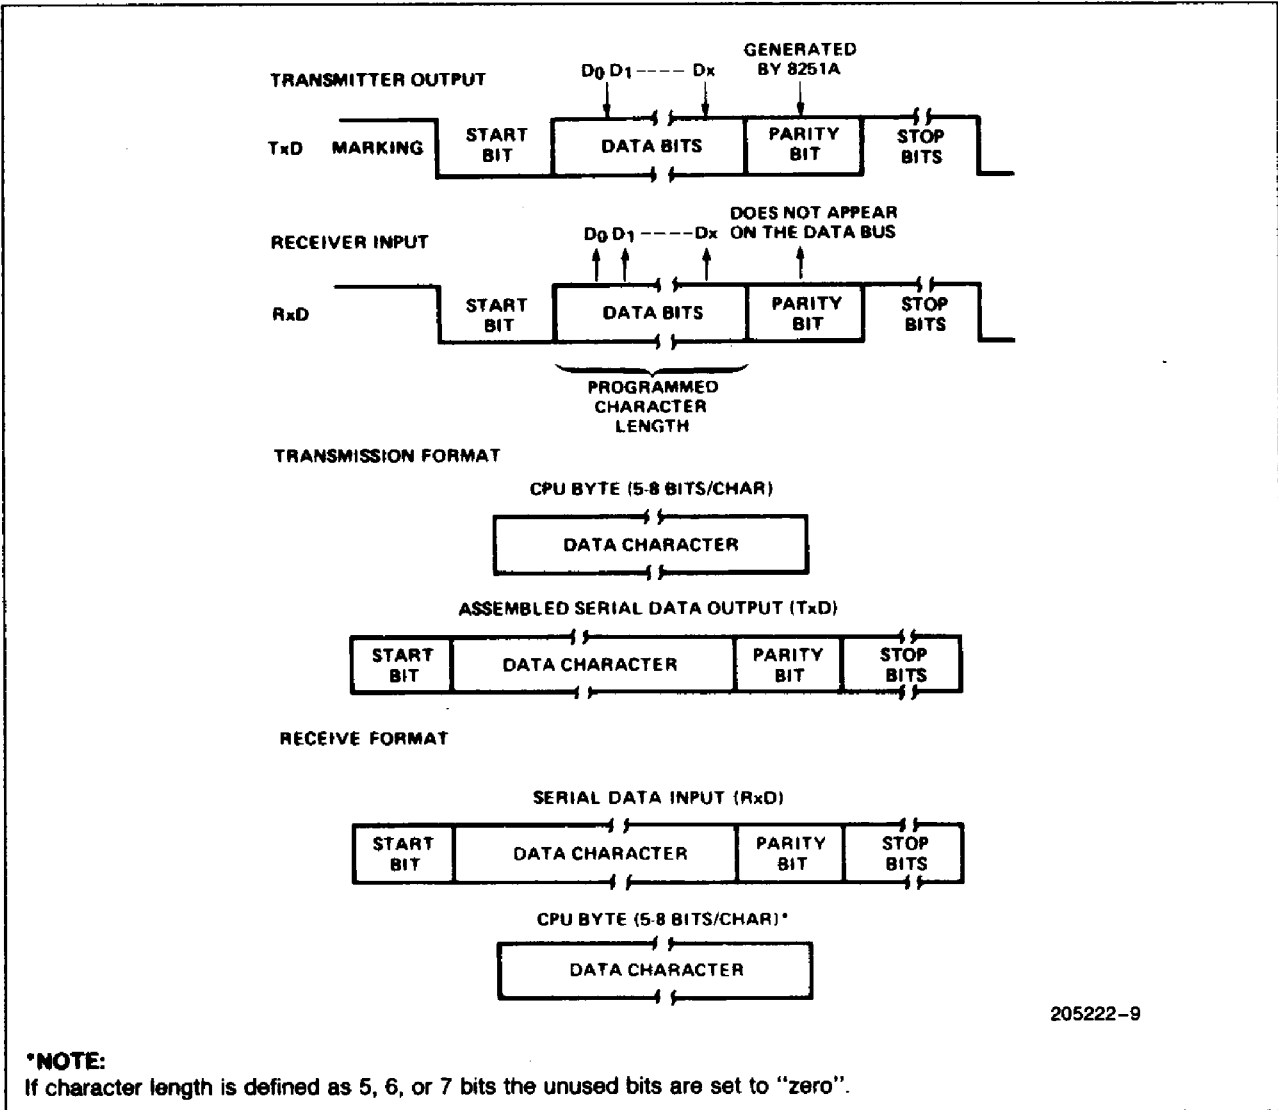 TRANSMITTER OUTPUT
D0 D1 ---- Dx
GENERATED
BY 8251A
TxD MARKING
START
BIT
DATA BITS
PARITY
BIT
STOP
BITS
RECEIVER INPUT
D0 D1 ----Dx
DOES NOT APPEAR
ON THE DATA BUS
RxD
START
BIT
DATA BITS
PARITY
BIT
STOP
BITS
PROGRAMMED
CHARACTER
LENGTH
TRANSMISSION FORMAT
CPU BYTE (5-8 BITS/CHAR)
DATA CHARACTER
ASSEMBLED SERIAL DATA OUTPUT (TxD)
START
BIT
DATA CHARACTER
PARITY
BIT
STOP
BITS
RECEIVE FORMAT
SERIAL DATA INPUT (RxD)
START
BIT
DATA CHARACTER
PARITY
BIT
STOP
BITS
CPU BYTE (5-8 BITS/CHAR)*
DATA CHARACTER
205222-9
*NOTE:
If character length is defined as 5, 6, or 7 bits the unused bits are set to "zero".